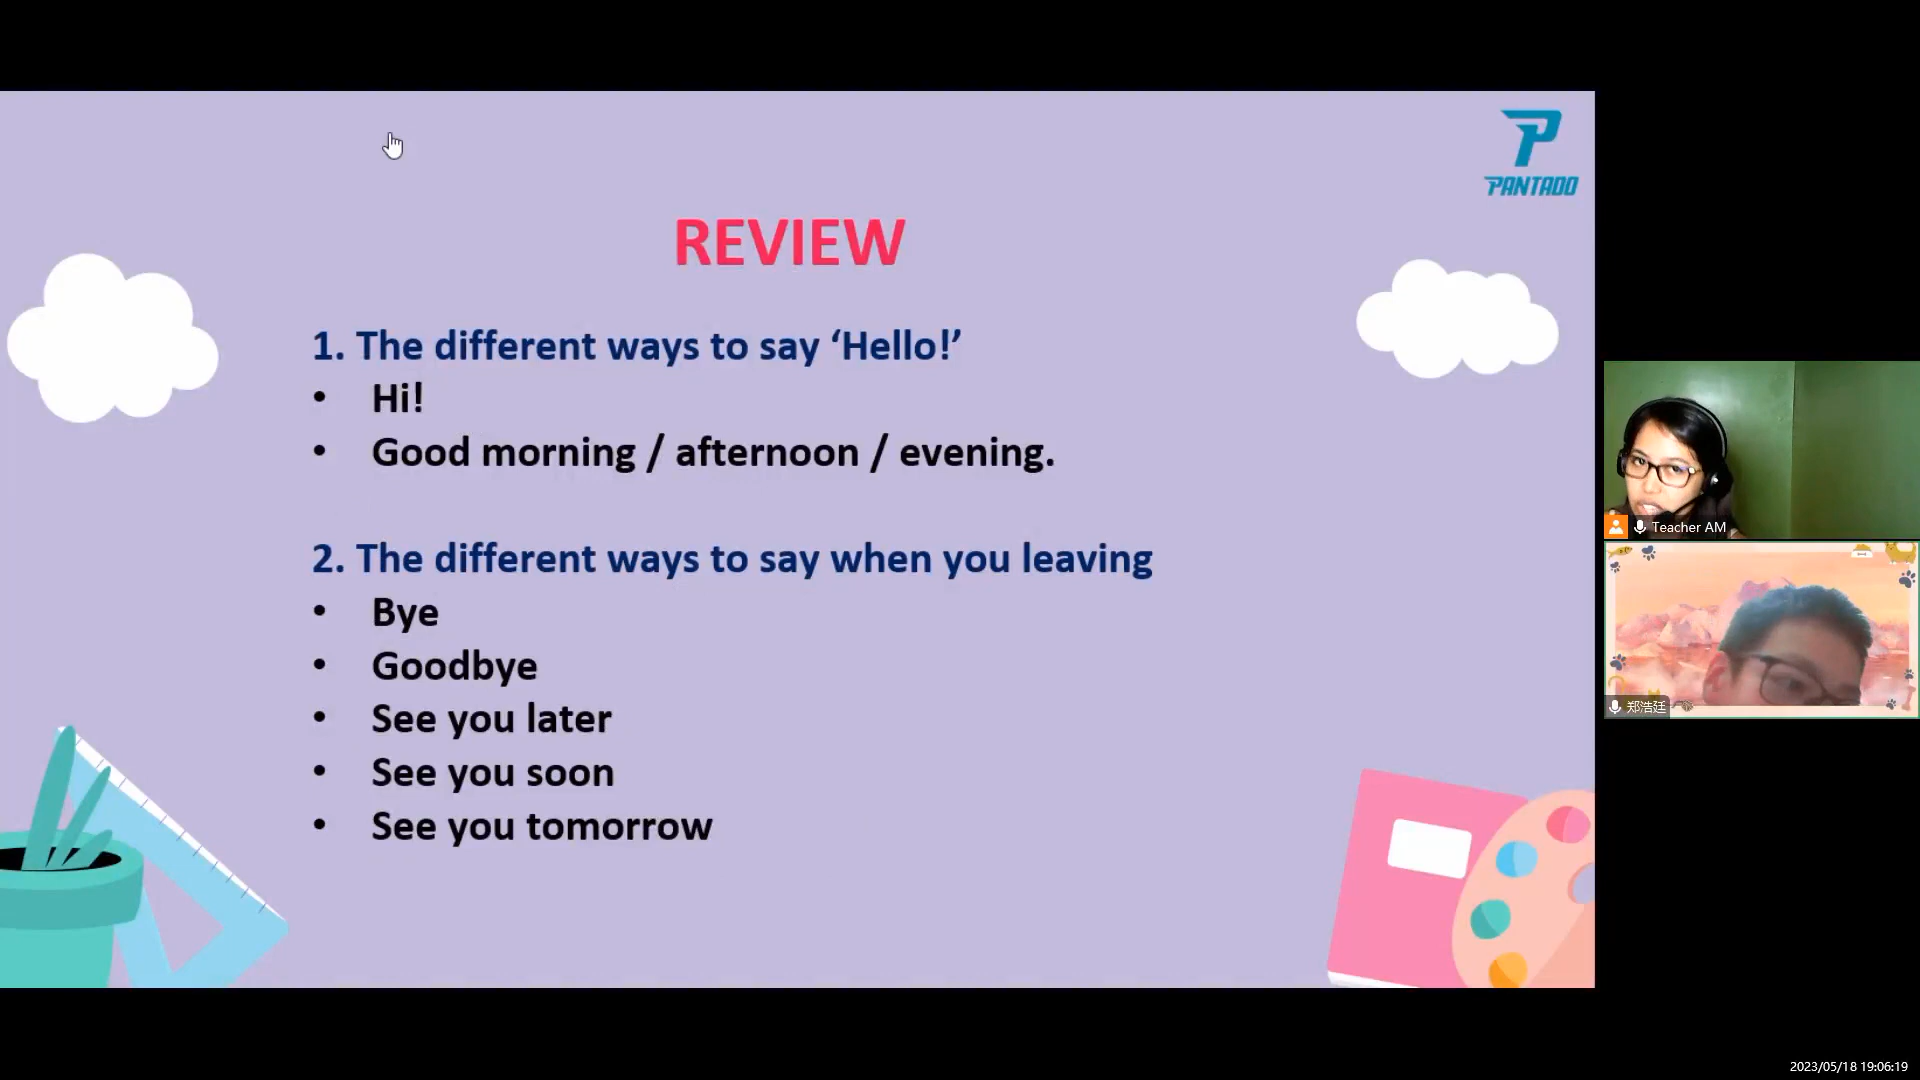 PANTADO
REVIEW
1. The different ways to say ‘Hello!’
• Hi!
• Good morning / afternoon / evening.
2. The different ways to say when you leaving
• Bye
• Goodbye
• See you later
• See you soon
• See you tomorrow
Teacher AM
郑浩廷
2023/05/18 19:06:19